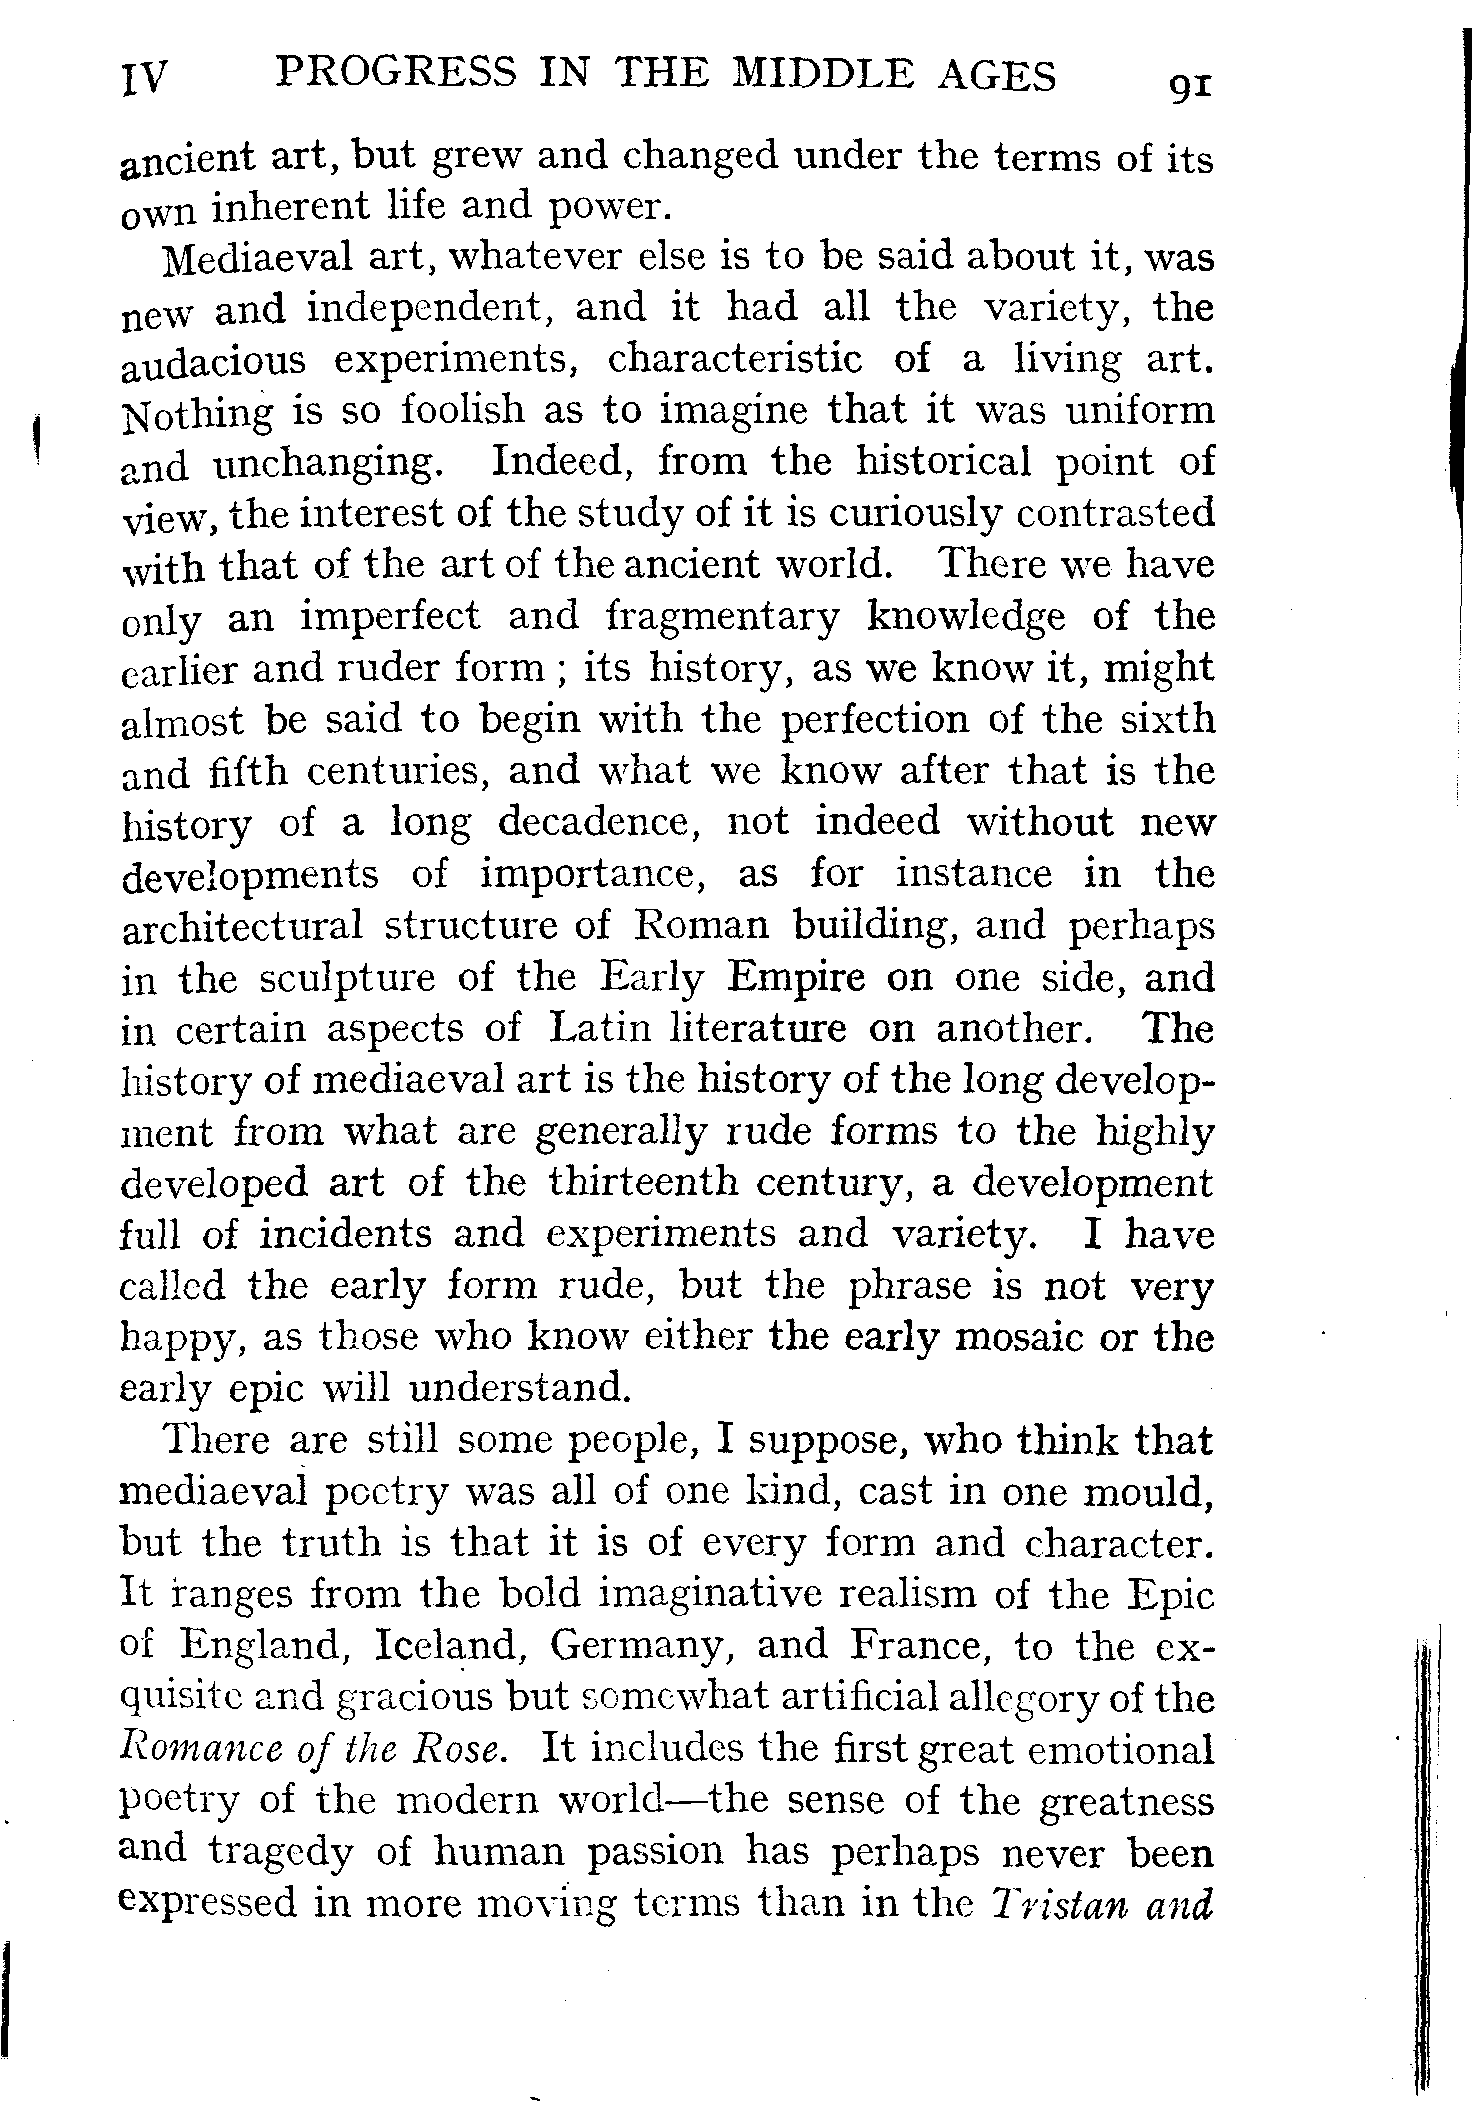 IV PROGRESS IN THE MIDDLE AGES 91
ancient art, but grew and changed under the terms of its
own inherent life and power.
Mediaeval art, whatever else is to be said about it, was
new and independent, and it had all the variety, the
audacious experiments, characteristic of a living art.
Nothing is so foolish as to imagine that it was uniform
and unchanging. Indeed, from the historical point of
view, the interest of the study of it is curiously contrasted
with that of the art of the ancient world. There we have
only an imperfect and fragmentary knowledge of the
earlier and ruder form ; its history, as we know it, might
almost be said to begin with the perfection of the sixth
and fifth centuries, and what we know after that is the
history of a long decadence, not indeed without new
developments of importance, as for instance in the
architectural structure of Roman building, and perhaps
in the sculpture of the Early Empire on one side, and
in certain aspects of Latin literature on another. The
history of mediaeval art is the history of the long develop-
ment from what are generally rude forms to the highly
developed art of the thirteenth century, a development
full of incidents and experiments and variety. I have
called the early form rude, but the phrase is not very
happy, as those who know either the early mosaic or the
early epic will understand.
There are still some people, I suppose, who think that
mediaeval poetry was all of one kind, cast in one mould,
but the truth is that it is of every form and character.
It ranges from the bold imaginative realism of the Epic
of England, Iceland, Germany, and France, to the ex-
quisite and gracious but somewhat artificial allegory of the
Romance of the Rose. It includes the first great emotional
poetry of the modern world—the sense of the greatness
and tragedy of human passion has perhaps never been
expressed in more moving terms than in the Tristan and